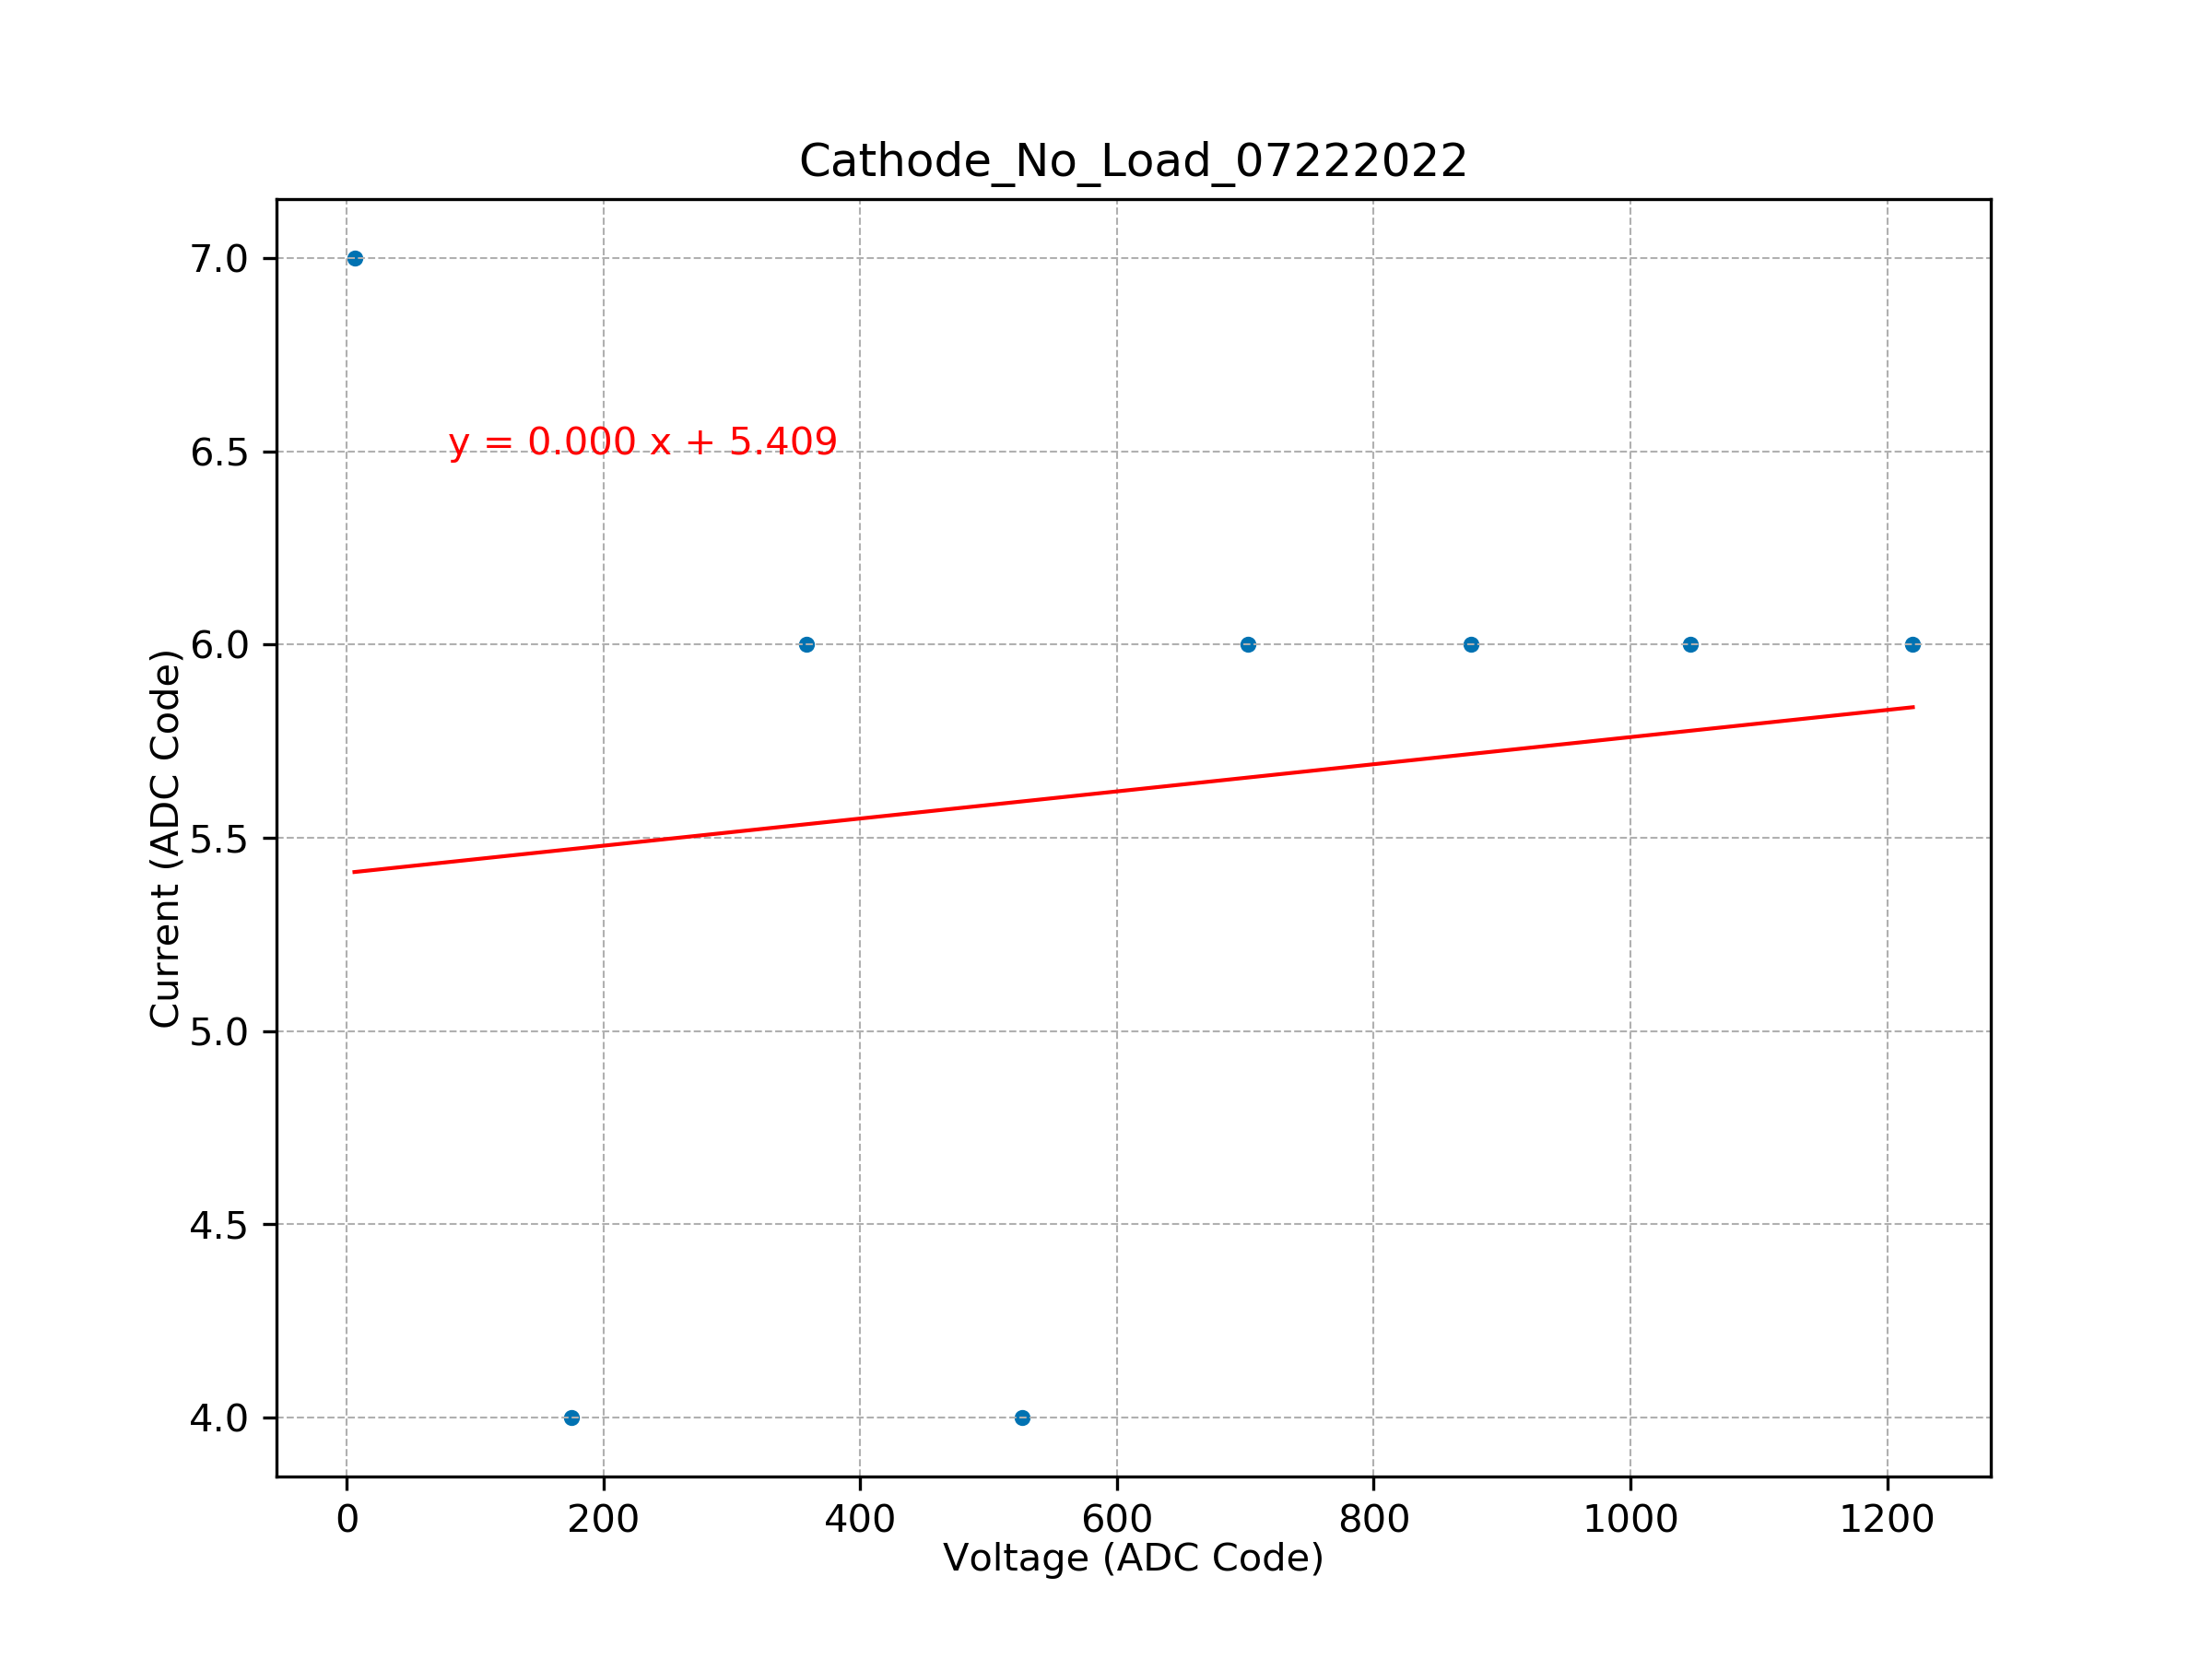 Cathode_No_Load_07222022
7.0
6.5
6.0
5.5
5.0
4.5
4.0
y = 0.000 x + 5.409
Current (ADC Code)
0 200 400 600 800 1000 1200
Voltage (ADC Code)